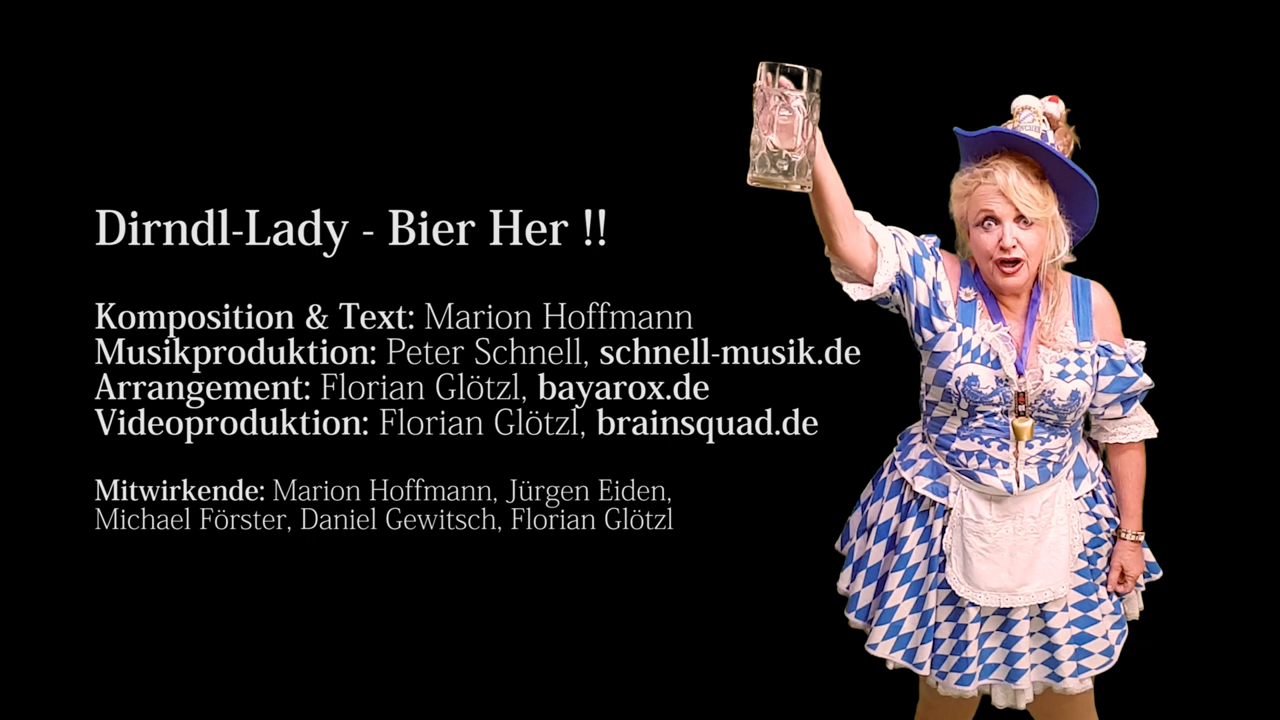 Dirndl-Lady - Bier Her !!
Komposition & Text: Marion Hoffmann
Musikproduktion: Peter Schnell, schnell-musik.de
Arrangement: Florian Glötzl, bayarox.de
Videoproduktion: Florian Glötzl, brainsquad.de
Mitwirkende: Marion Hoffmann, Jürgen Eiden,
Michael Förster, Daniel Gewitsch, Florian Glötzl